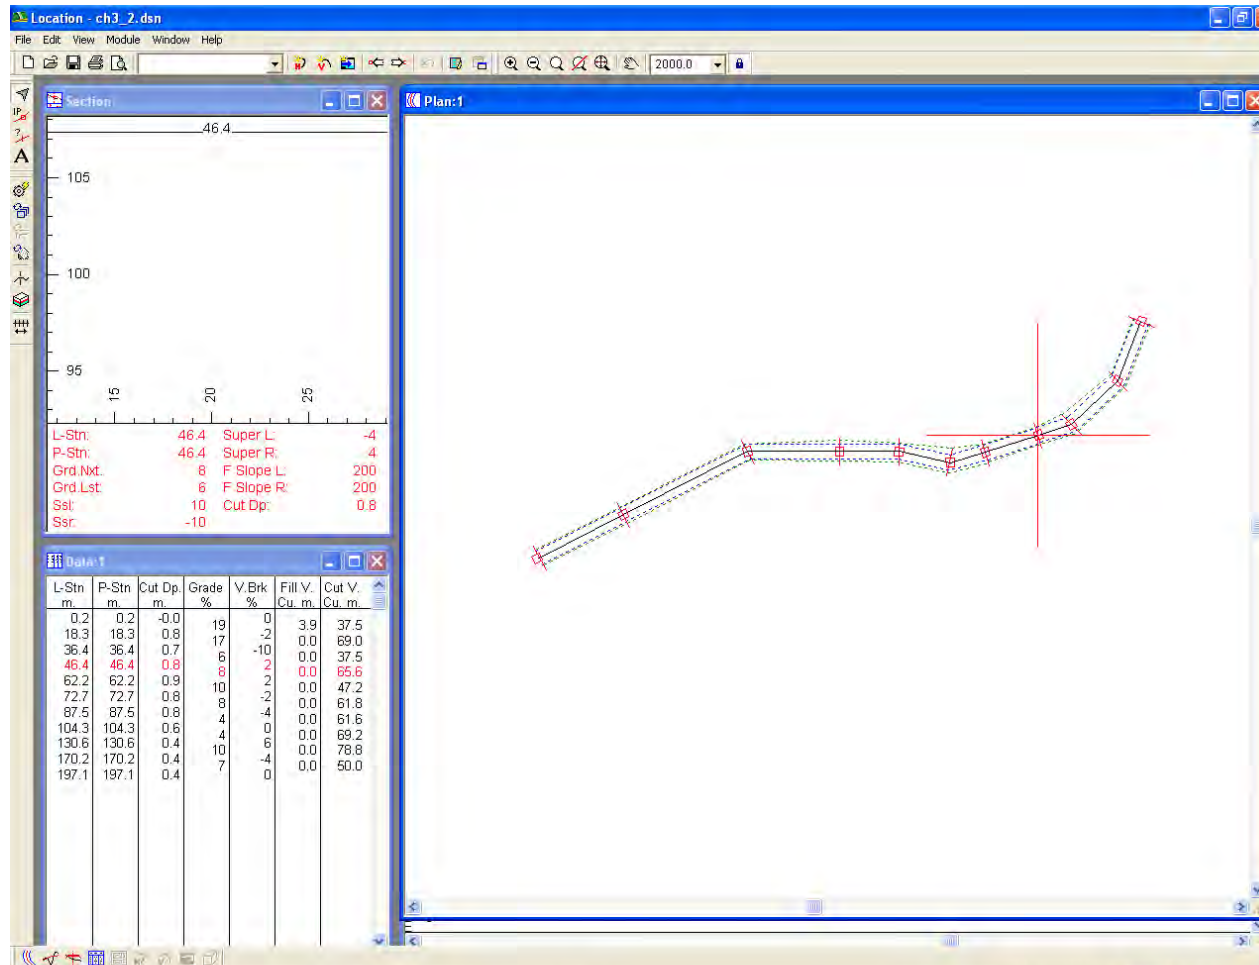 Location - ch3_2.dsn
File Edit View Module Window Help
2000.0
Section
46.4
105
100
95
15 20 25
L-Stn: 46.4 Super L: -4
P-Stn: 46.4 Super R: 4
Grd.Nxt: 8 F Slope L: 200
Grd.Lst: 6 F Slope R: 200
Ssl: 10 Cut Dp: 0.8
Ssr: -10
Data:1
L-Stn P-Stn Cut Dp. Grade V.Brk Fill V. Cut V.
m. m. m. % % Cu. m. Cu. m.
0.2 0.2 -0.0 19 0 3.9 37.5
18.3 18.3 0.8 17 -2 0.0 69.0
36.4 36.4 0.7 6 -10 0.0 37.5
46.4 46.4 0.8 8 2 0.0 65.6
62.2 62.2 0.9 10 2 0.0 47.2
72.7 72.7 0.8 8 -2 0.0 61.8
87.5 87.5 0.8 4 -4 0.0 61.6
104.3 104.3 0.6 4 0 0.0 69.2
130.6 130.6 0.4 10 6 0.0 78.8
170.2 170.2 0.4 7 -4 0.0 50.0
197.1 197.1 0.4 0
Plan:1
IP
?
A